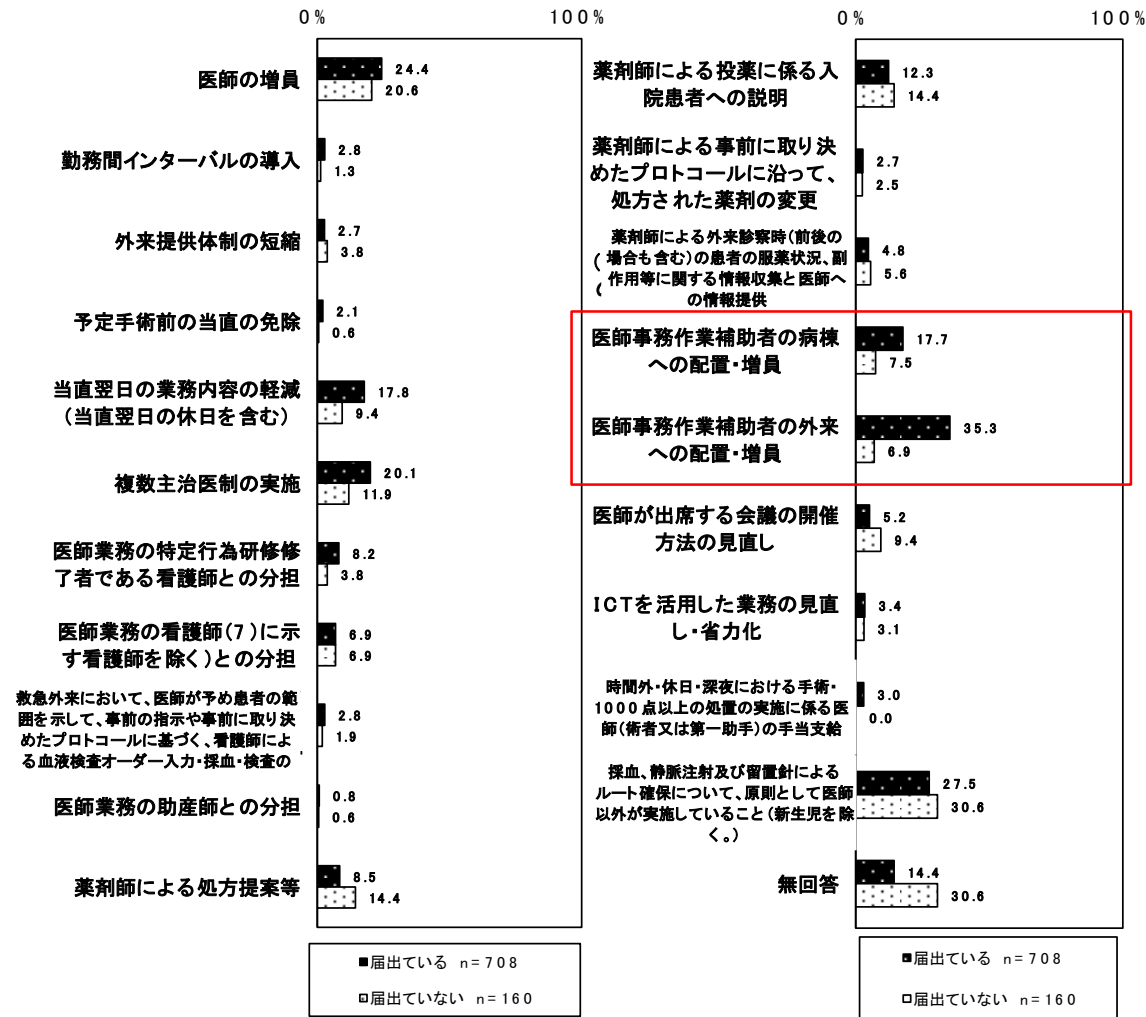 0%
100%
医師の増員
24.4
20.6
勤務間インターバルの導入
2.8
1.3
外来提供体制の短縮
2.7
3.8
予定手術前の当直の免除
2.1
0.6
当直翌日の業務内容の軽減
(当直翌日の休日を含む)
17.8
9.4
複数主治医制の実施
20.1
11.9
医師業務の特定行為研修修
了者である看護師との分担
8.2
3.8
医師業務の看護師(7)に示
す看護師を除く)との分担
6.9
6.9
救急外来において、医師が予め患者の範
囲を示して、事前の指示や事前に取り決
めたプロトコールに基づく、看護師によ
る血液検査オーダー入力・採血・検査の
2.8
1.9
医師業務の助産師との分担
0.8
0.6
薬剤師による処方提案等
8.5
14.4
■届出ている n=708
□届出ていない n=160
0%
100%
薬剤師による投薬に係る入
院患者への説明
12.3
14.4
薬剤師による事前に取り決
めたプロトコールに沿って、
処方された薬剤の変更
2.7
2.5
薬剤師による外来診察時(前後の
場合も含む)の患者の服薬状況、副
作用等に関する情報収集と医師へ
の情報提供
4.8
5.6
医師事務作業補助者の病棟
への配置・増員
17.7
7.5
医師事務作業補助者の外来
への配置・増員
35.3
6.9
医師が出席する会議の開催
方法の見直し
5.2
9.4
ICTを活用した業務の見直
し・省力化
3.4
3.1
時間外・休日・深夜における手術・
1000点以上の処置の実施に係る医
師(術者又は第一助手)の手当支給
3.0
0.0
採血、静脈注射及び留置針による
ルート確保について、原則として医師
以外が実施していること(新生児を除
く。)
27.5
30.6
無回答
14.4
30.6
■届出ている n=708
□届出ていない n=160